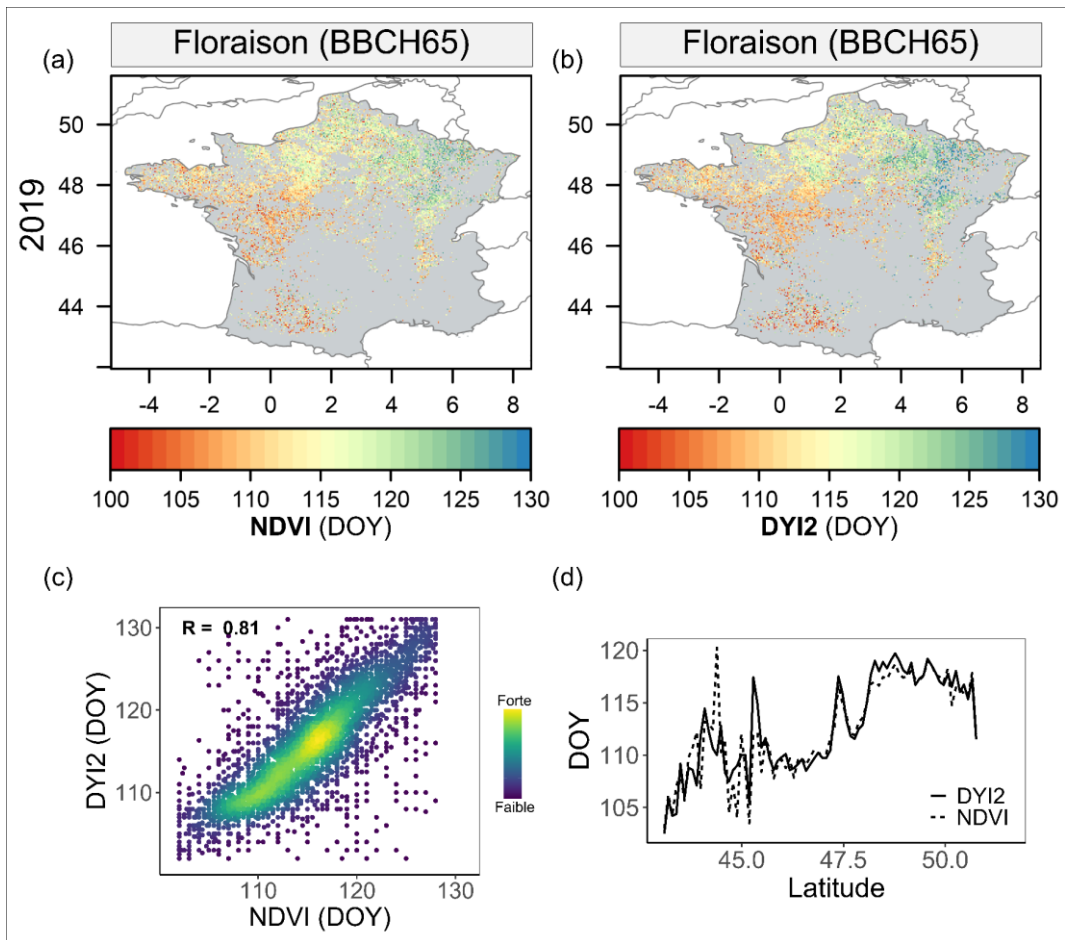 Floraison (BBCH65)
Floraison (BBCH65)
(a)
(b)
2019
50
48
46
44
-4 -2 0 2 4 6 8
50
48
46
44
-4 -2 0 2 4 6 8
100 105 110 115 120 125 130
NDVI (DOY)
100 105 110 115 120 125 130
DYI2 (DOY)
(c)
R = 0.81
130
120
110
DYI2 (DOY)
110 120 130
NDVI (DOY)
Forte
Faible
(d)
120
115
110
105
DOY
DYI2
NDVI
45.0 47.5 50.0
Latitude